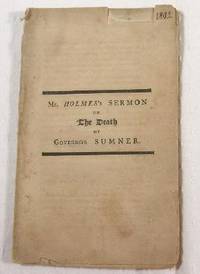 1802
Mr. HOLMES's SERMON
ON
The Death
OF
Governor SUMNER.